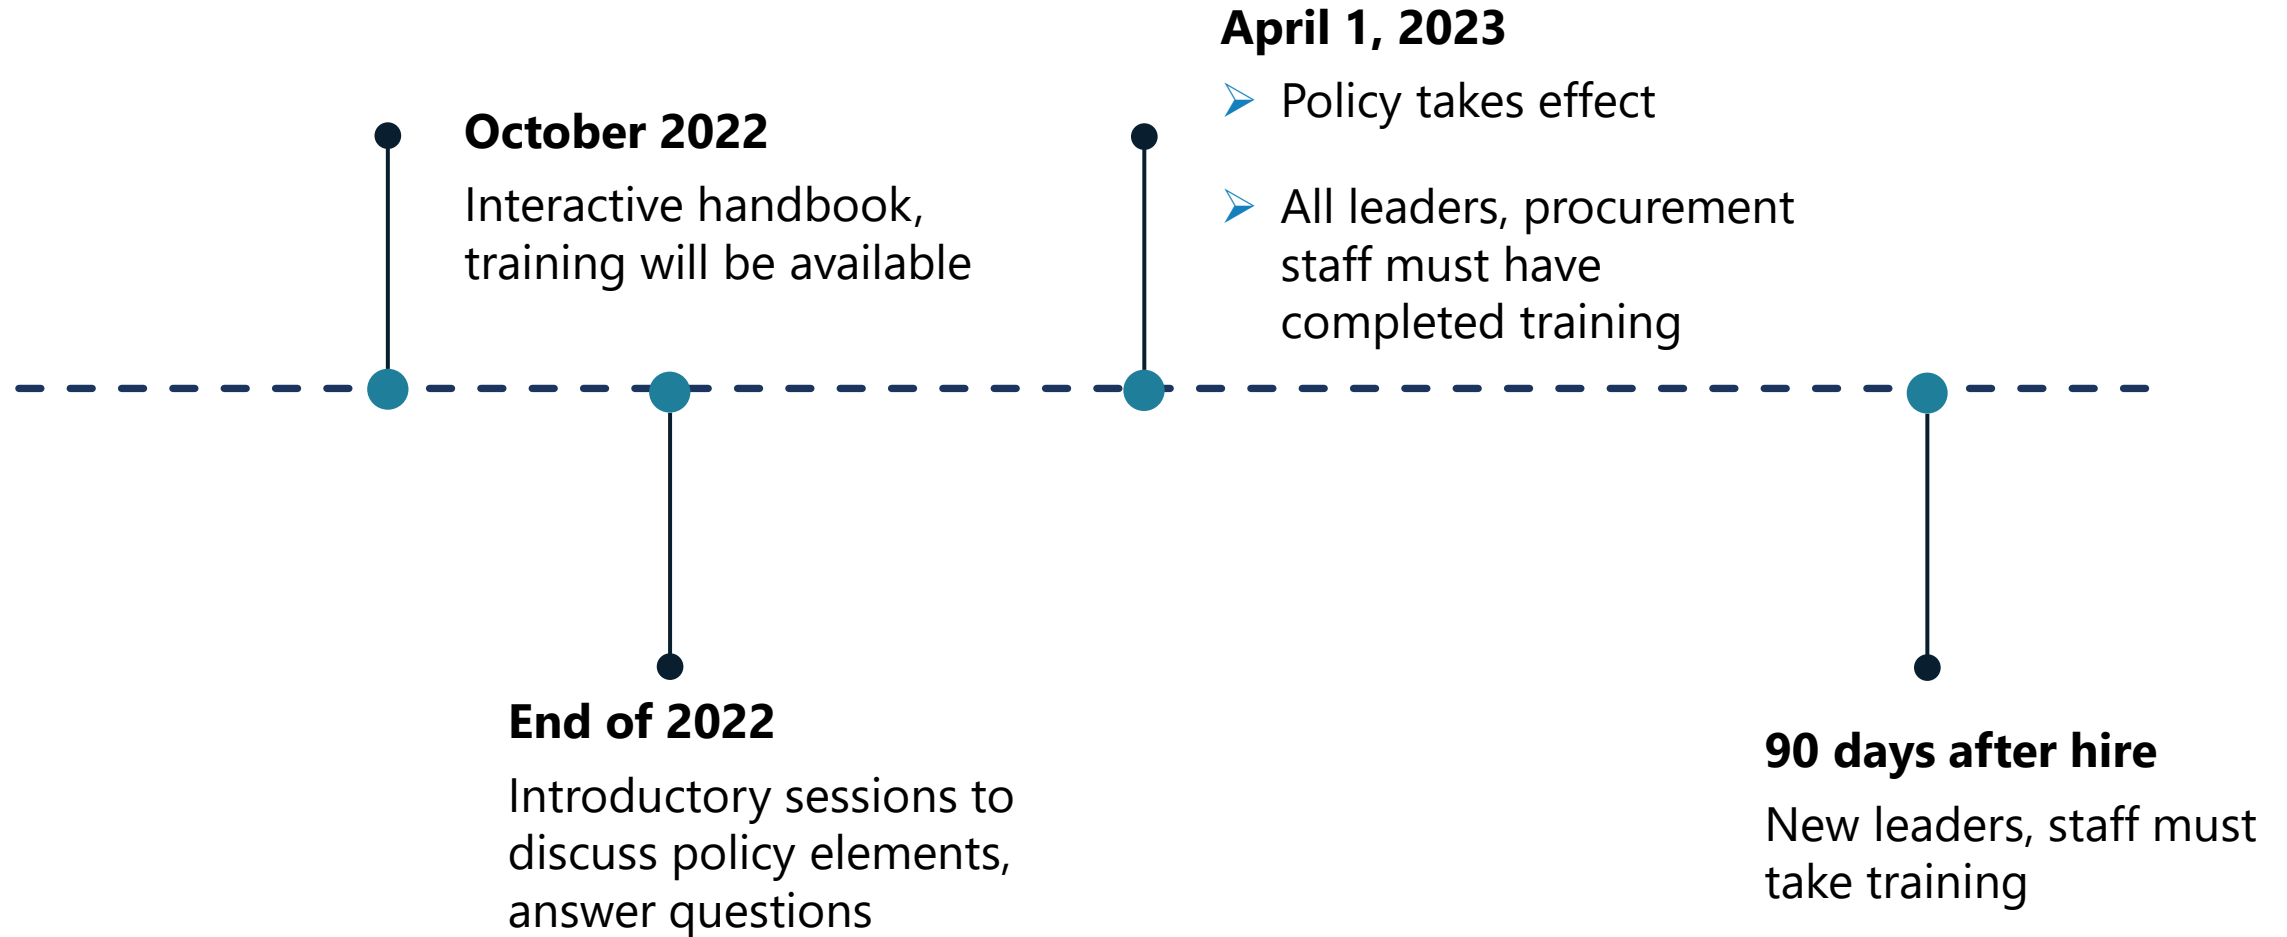 October 2022
Interactive handbook,
training will be available
End of 2022
Introductory sessions to
discuss policy elements,
answer questions
April 1, 2023
Policy takes effect
All leaders, procurement
staff must have
completed training
90 days after hire
New leaders, staff must
take training